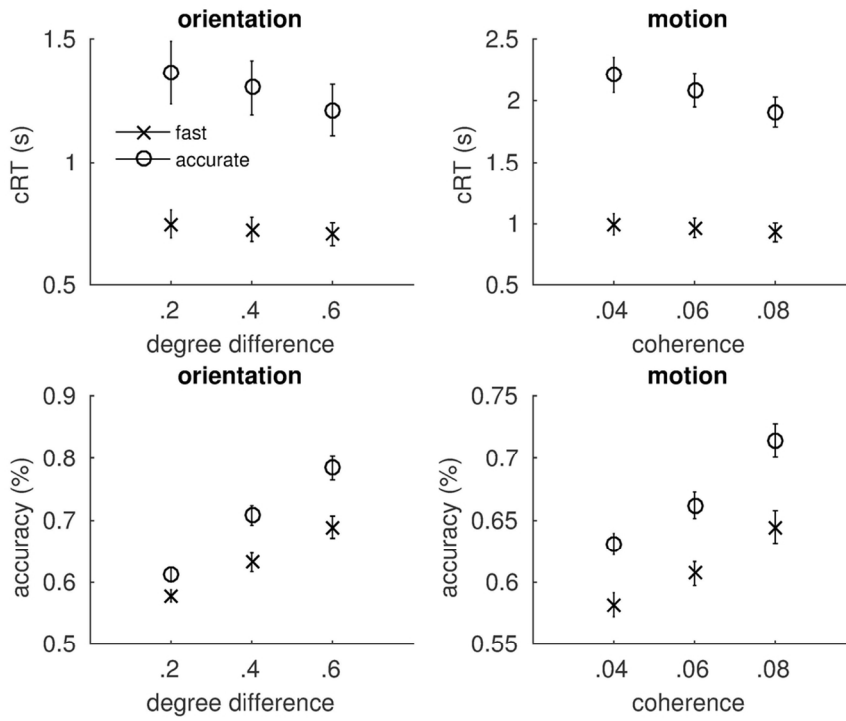 orientation
1.5
1
0.5
cRT (s)
fast
accurate
.2 .4 .6
degree difference
motion
2.5
2
1.5
1
0.5
cRT (s)
.04 .06 .08
coherence
orientation
0.9
0.8
0.7
0.6
0.5
accuracy (%)
.2 .4 .6
degree difference
motion
0.75
0.7
0.65
0.6
0.55
accuracy (%)
.04 .06 .08
coherence